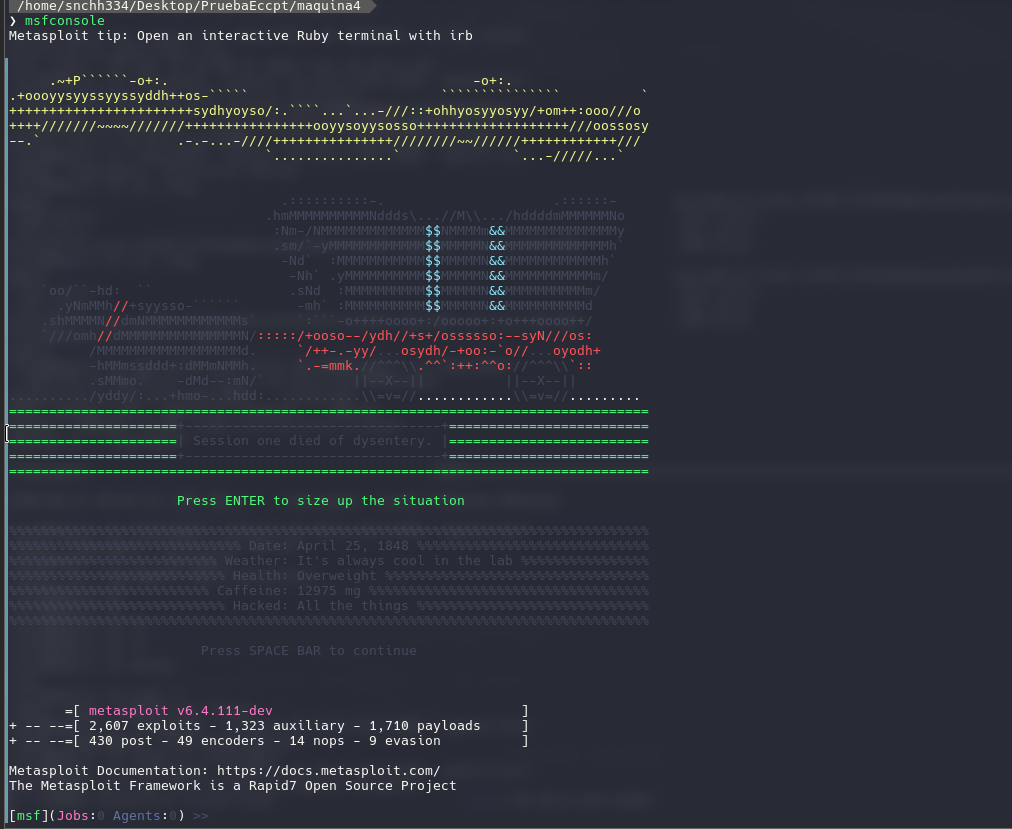 /home/snchh334/Desktop/PruebaEccpt/maquina4
❯ msfconsole
Metasploit tip: Open an interactive Ruby terminal with irb
Session one died of dysentery.
Press ENTER to size up the situation
Date: April 25, 1848
Weather: It's always cool in the lab
Health: Overweight
Caffeine: 12975 mg
Hacked: All the things
Press SPACE BAR to continue
=[ metasploit v6.4.111-dev ]
+ -- --=[ 2,607 exploits - 1,323 auxiliary - 1,710 payloads ]
+ -- --=[ 430 post - 49 encoders - 14 nops - 9 evasion ]
Metasploit Documentation: https://docs.metasploit.com/
The Metasploit Framework is a Rapid7 Open Source Project
[msf](Jobs:0 Agents:0) >>